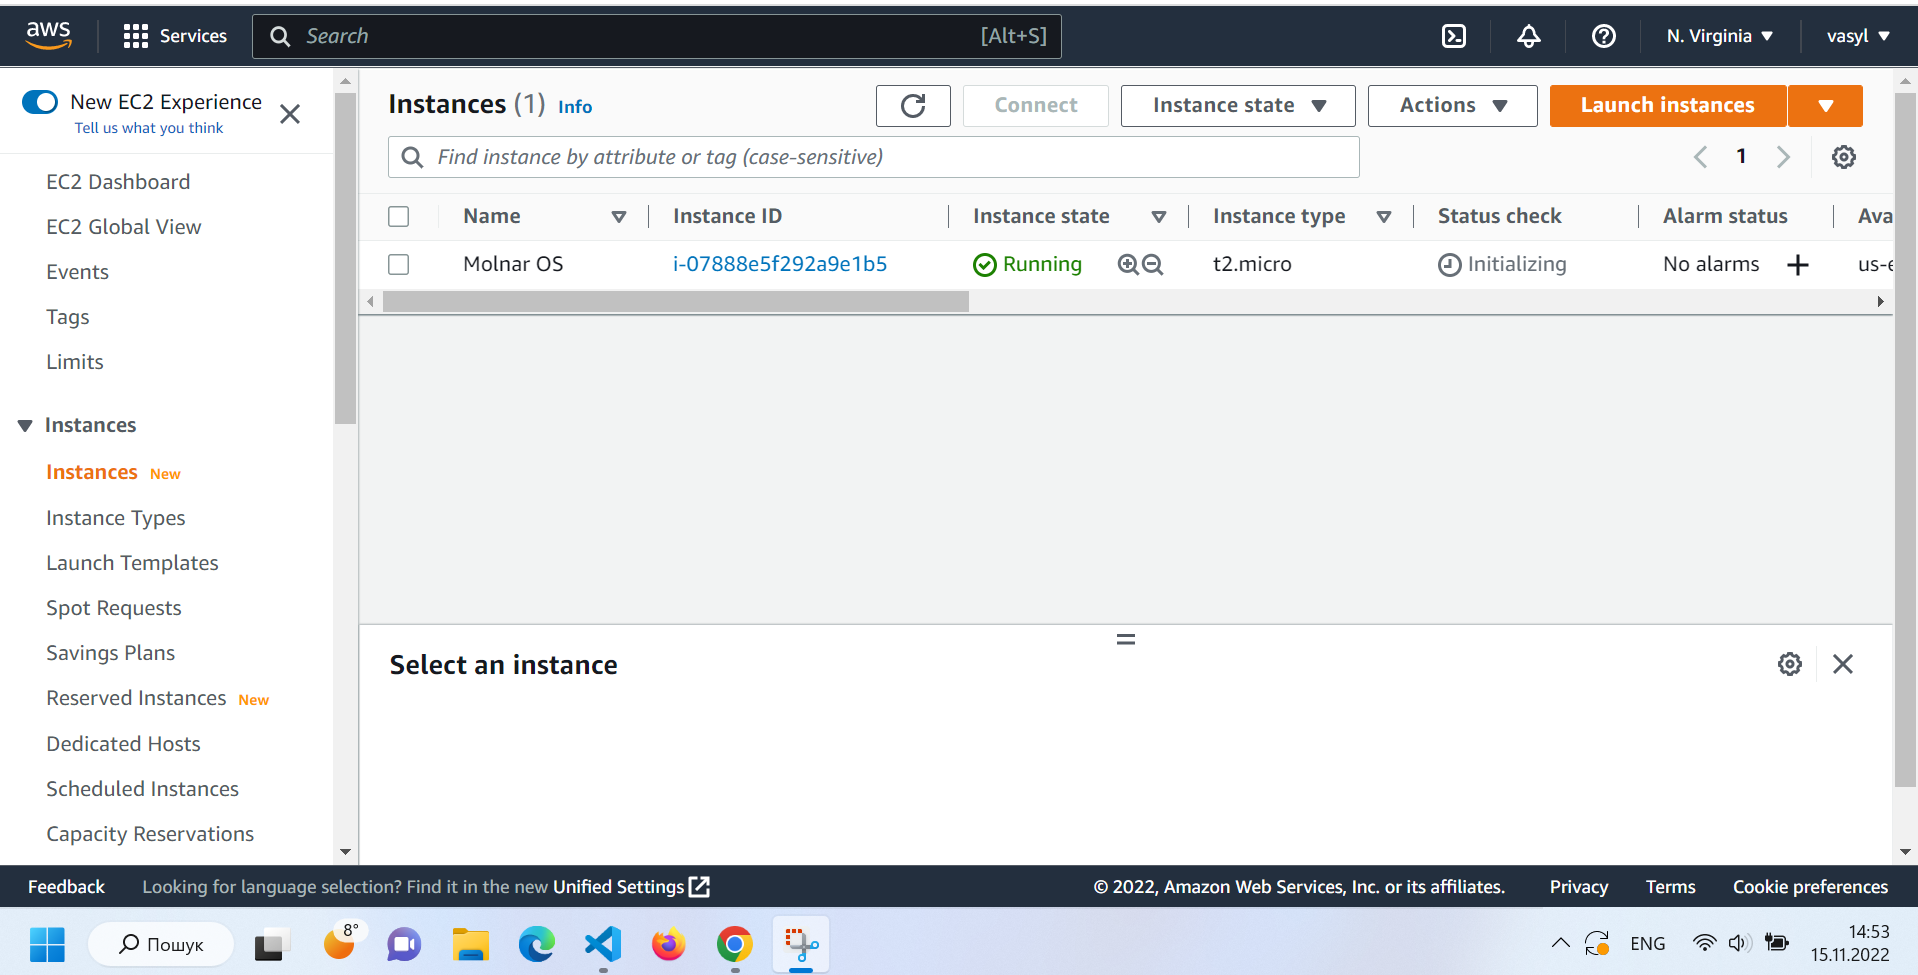 aws
Services
Search
[Alt+S]
N. Virginia
vasyl
New EC2 Experience
Tell us what you think
EC2 Dashboard
EC2 Global View
Events
Tags
Limits
Instances
Instances New
Instance Types
Launch Templates
Spot Requests
Savings Plans
Reserved Instances New
Dedicated Hosts
Scheduled Instances
Capacity Reservations
Instances (1) Info
Connect
Instance state
Actions
Launch instances
Find instance by attribute or tag (case-sensitive)
1
Name Instance ID Instance state Instance type Status check Alarm status Ava
Molnar OS i-07888e5f292a9e1b5 Running t2.micro Initializing No alarms + us-e
Select an instance
Feedback Looking for language selection? Find it in the new Unified Settings
© 2022, Amazon Web Services, Inc. or its affiliates. Privacy Terms Cookie preferences
Пошук
8°
ENG
14:53
15.11.2022